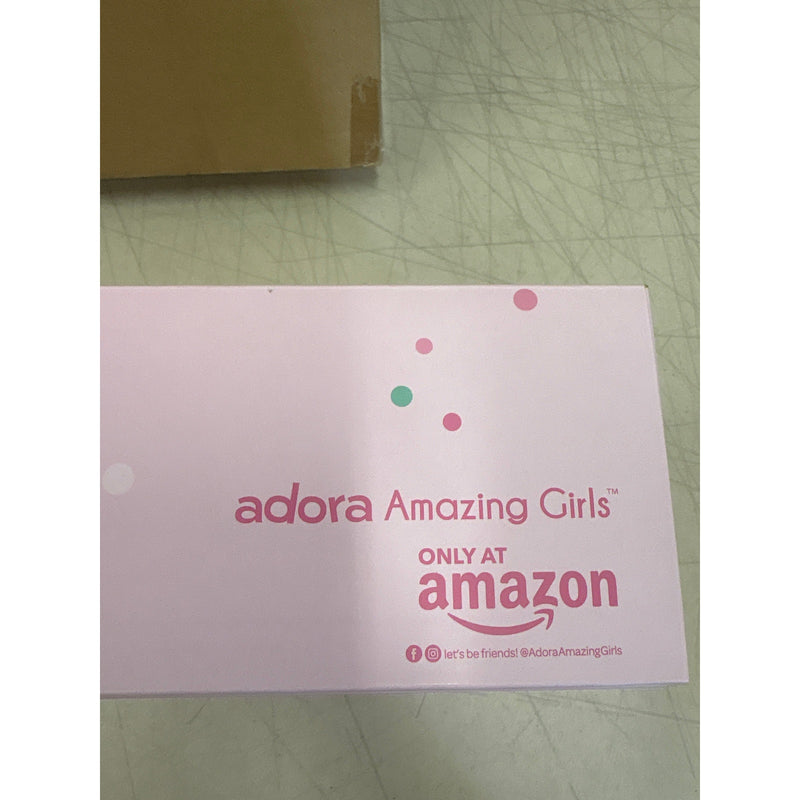 adora Amazing Girls™
ONLY AT
amazon
let's be friends! @AdoraAmazingGirls